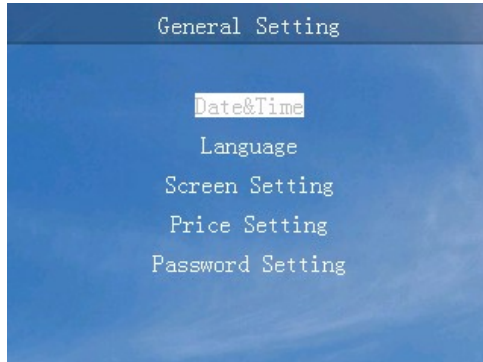 General Setting
Date&Time
Language
Screen Setting
Price Setting
Password Setting